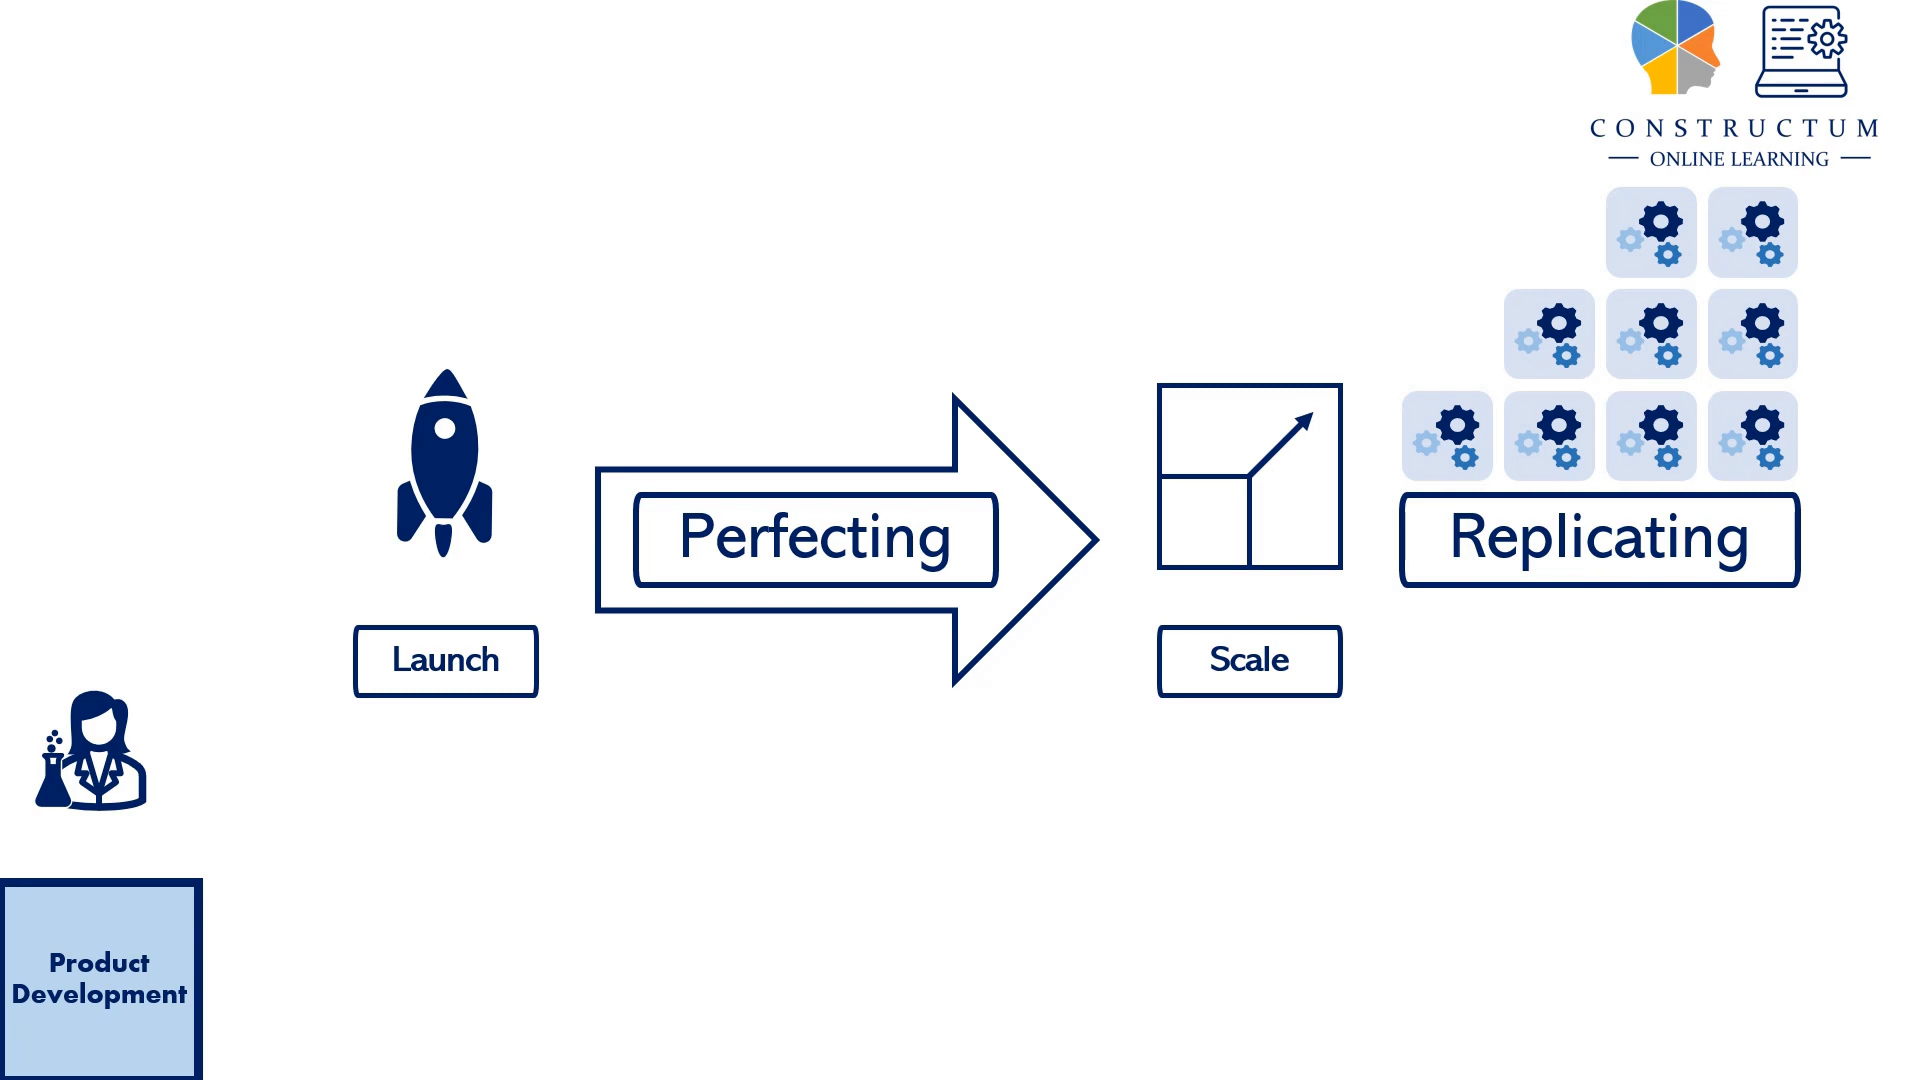 CONSTRUCTUM
ONLINE LEARNING
Perfecting
Replicating
Launch
Scale
Product
Development